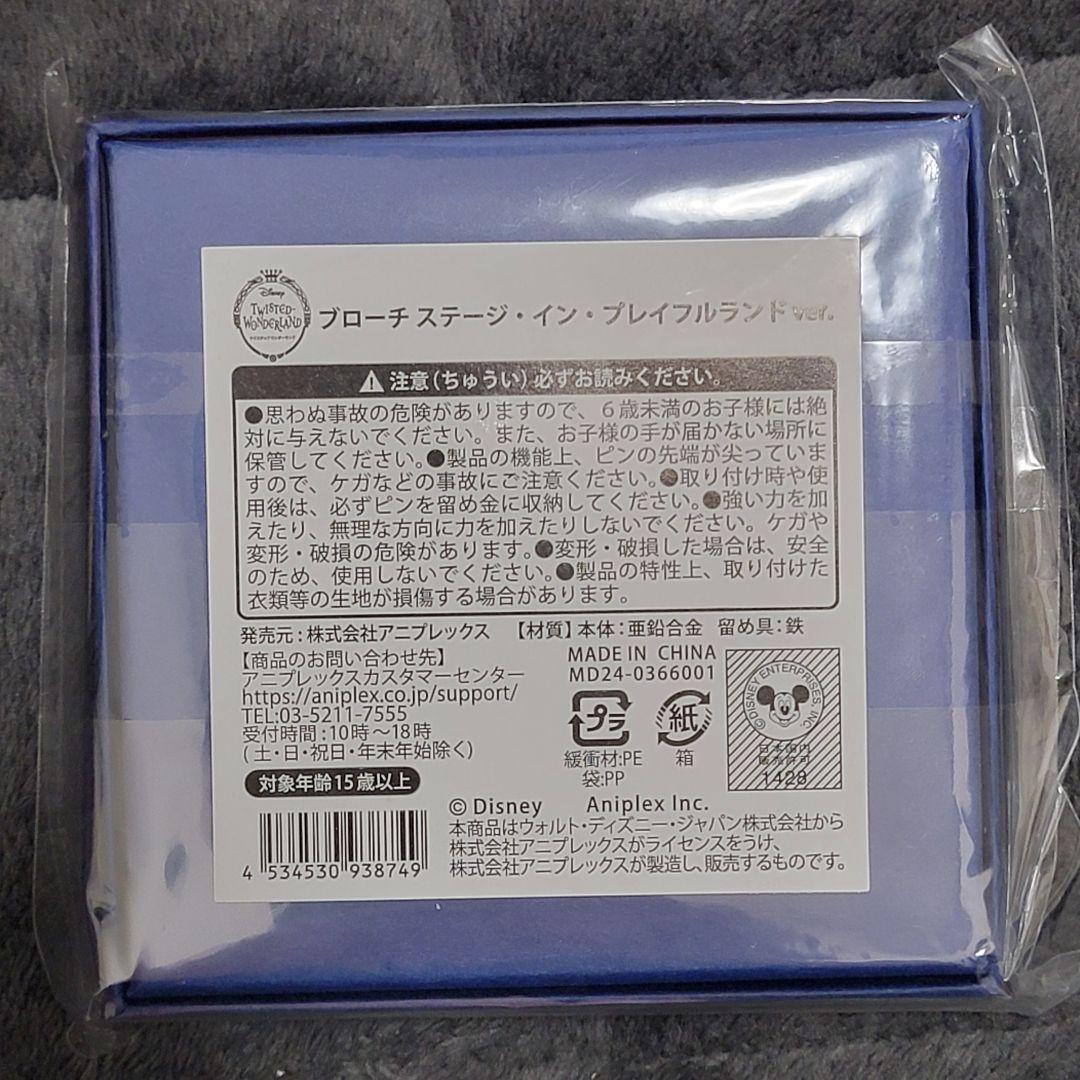 Disney
TWISTED-
WONDERLAND
ツイステッドワンダーランド
ブローチ ステージ・イン・プレイフルランド ver.
⚠ 注意(ちゅうい)必ずお読みください。
●思わぬ事故の危険がありますので、6歳未満のお子様には絶
対に与えないでください。また、お子様の手が届かない場所に
保管してください。●製品の機能上、ピンの先端が尖っていま
すので、ケガなどの事故にご注意ください。●取り付け時や使
用後は、必ずピンを留め金に収納してください。●強い力を加
えたり、無理な方向に力を加えたりしないでください。ケガや
変形・破損の危険があります。●変形・破損した場合は、安全
のため、使用しないでください。●製品の特性上、取り付けた
衣類等の生地が損傷する場合があります。
発売元:株式会社アニプレックス 【材質】本体:亜鉛合金 留め具:鉄
【商品のお問い合わせ先】
アニプレックスカスタマーセンター
https://aniplex.co.jp/support/
TEL:03-5211-7555
受付時間:10時〜18時
(土・日・祝日・年末年始除く)
対象年齢15歳以上
4 534530 938749
MADE IN CHINA
MD24-0366001
プラ
緩衝材:PE
袋:PP
紙
箱
©DISNEY ENTERPRISES, INC.
日本国内
販売許可
1428
© Disney Aniplex Inc.
本商品はウォルト・ディズニー・ジャパン株式会社から
株式会社アニプレックスがライセンスをうけ、
株式会社アニプレックスが製造し、販売するものです。